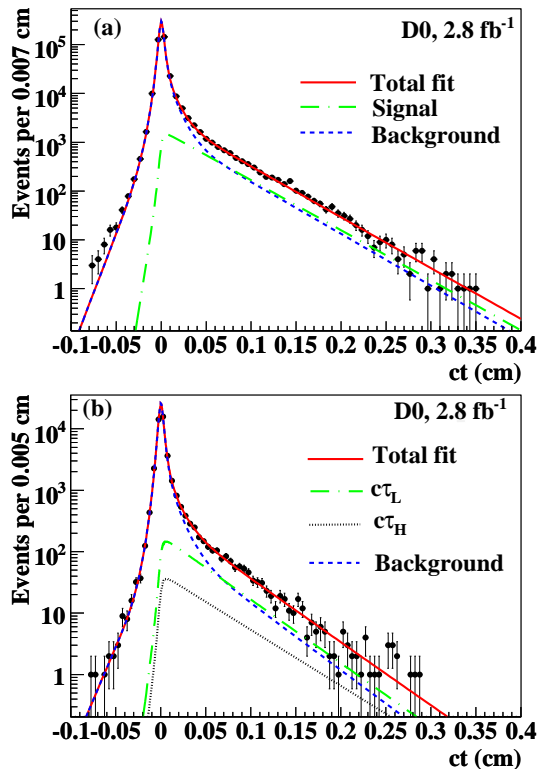 (a)
D0, 2.8 fb⁻¹
Events per 0.007 cm
10⁵
10⁴
10³
10²
10
1
Total fit
Signal
Background
-0.1-0.05 0 0.05 0.1 0.15 0.2 0.25 0.3 0.35 0.4
ct (cm)
(b)
D0, 2.8 fb⁻¹
Events per 0.005 cm
10⁴
10³
10²
10
1
Total fit
cτ_L
cτ_H
Background
-0.1-0.05 0 0.05 0.1 0.15 0.2 0.25 0.3 0.35 0.4
ct (cm)